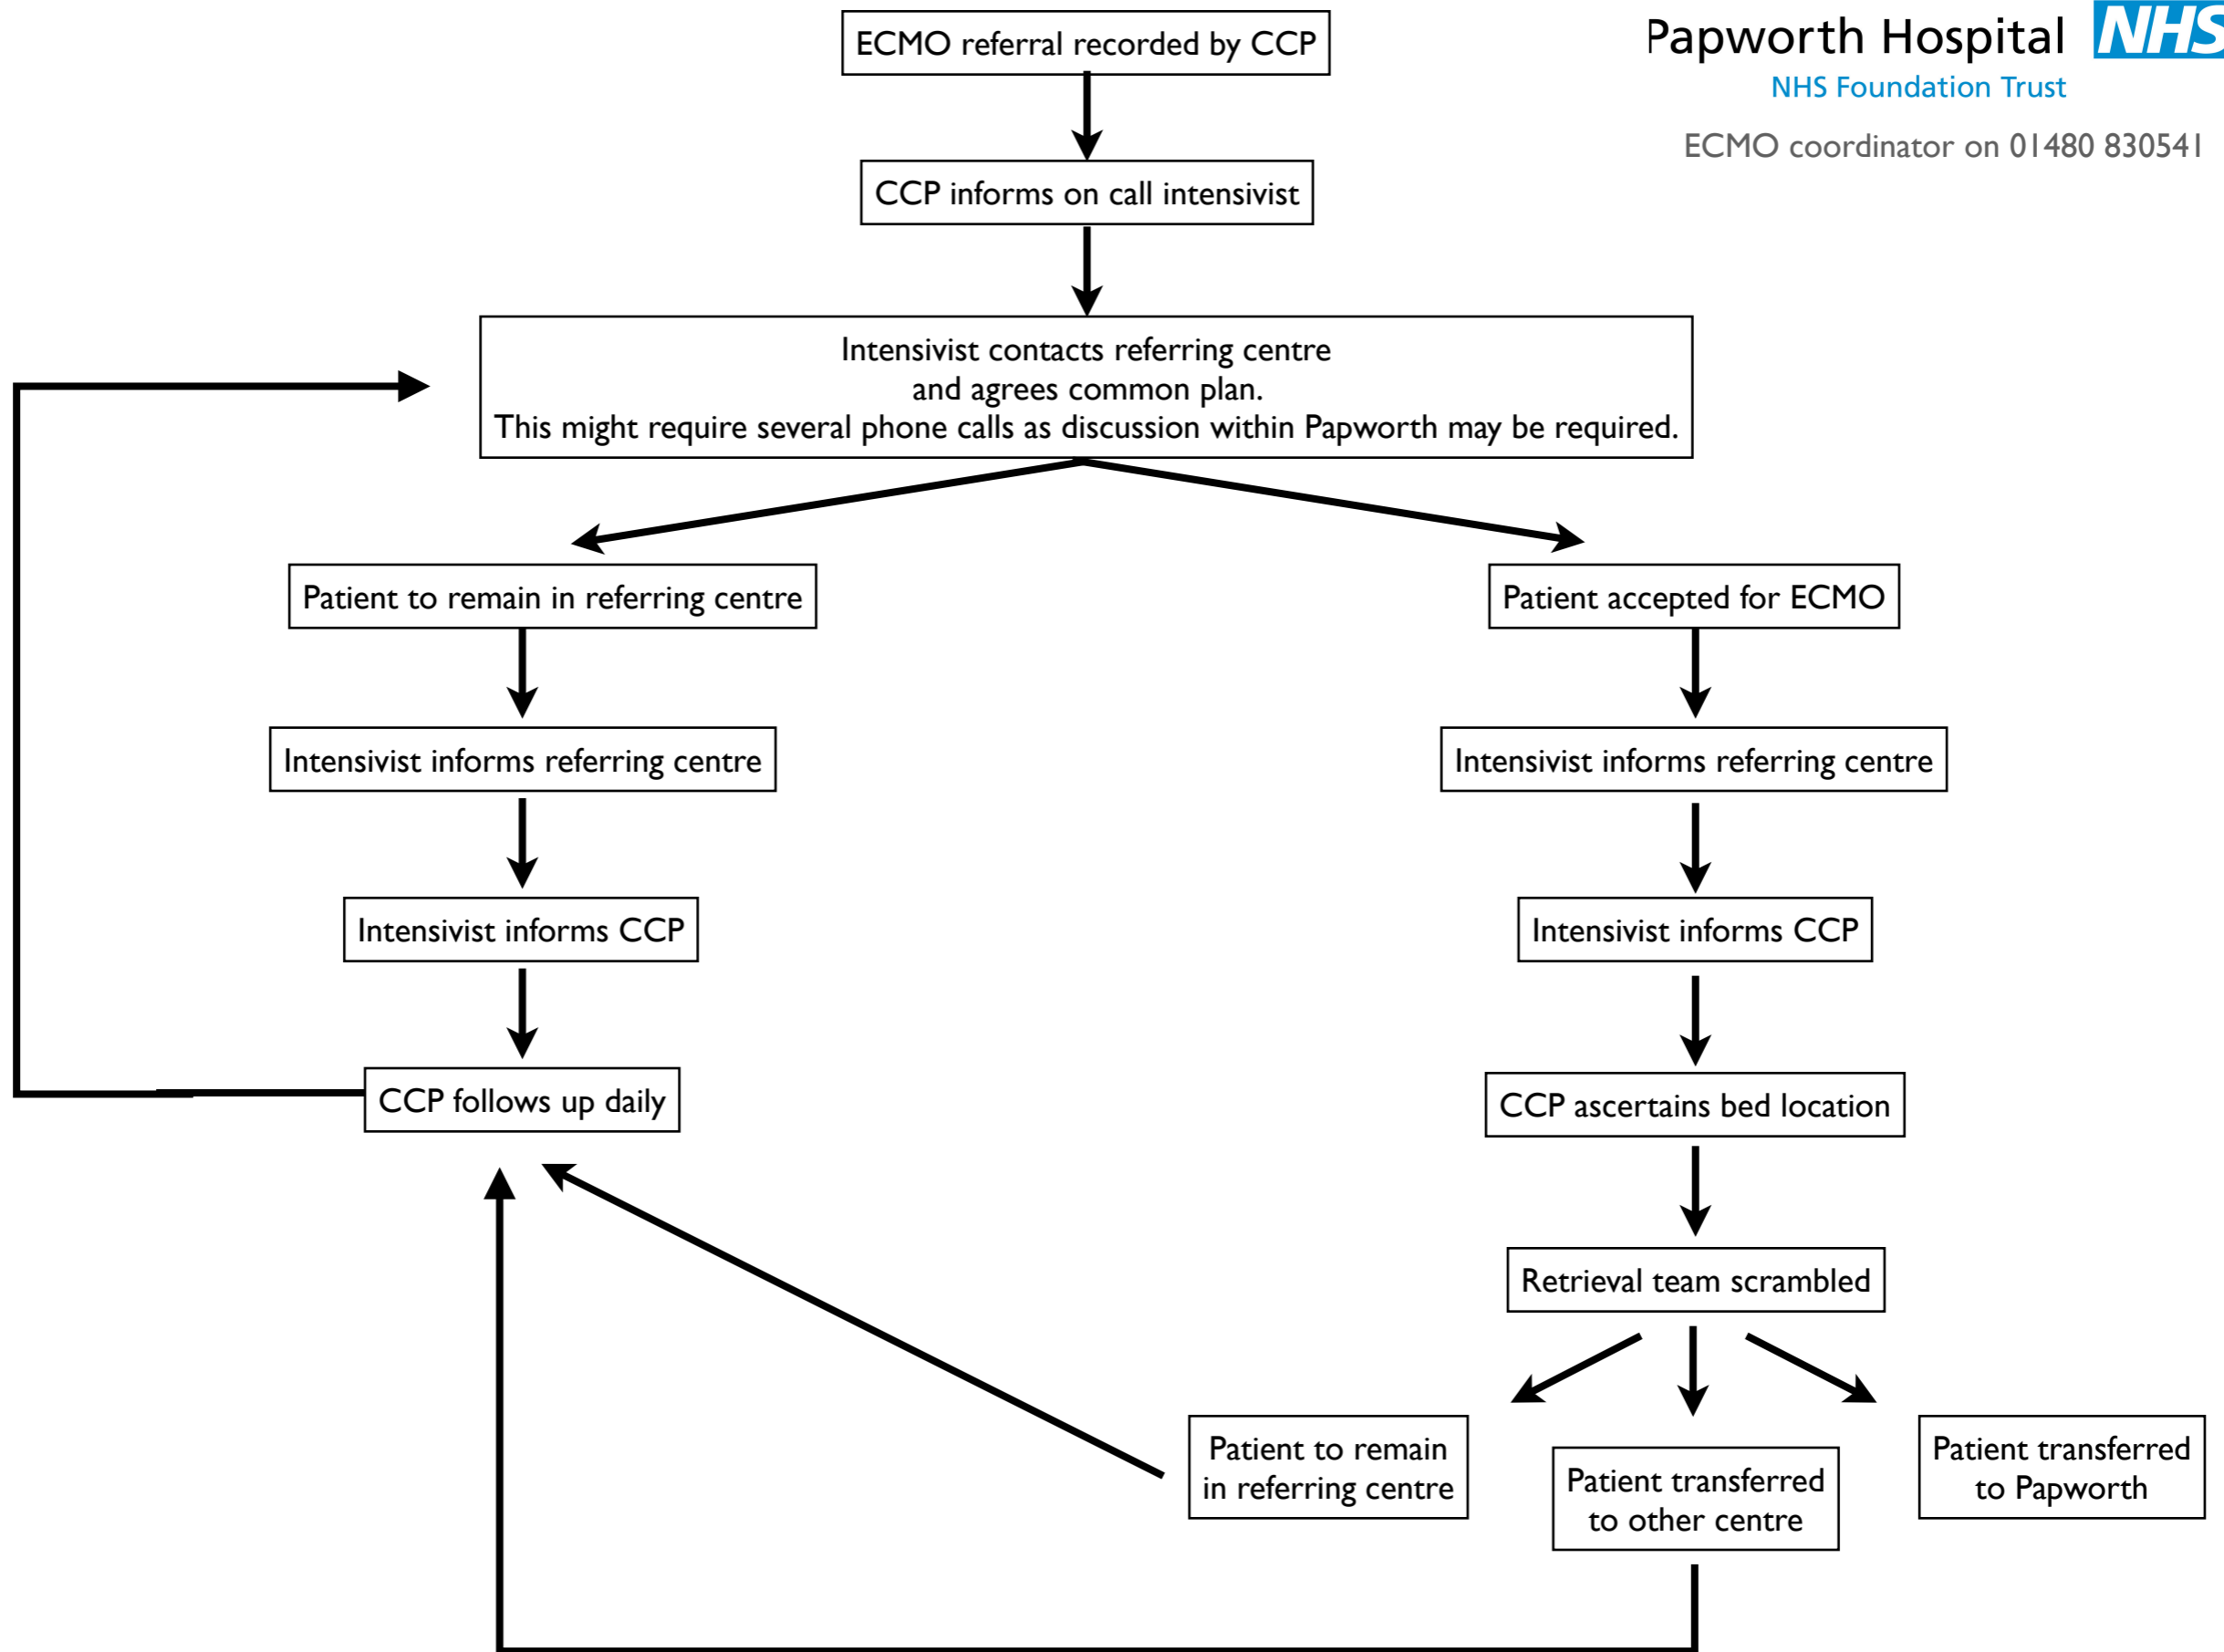 Papworth Hospital NHS
NHS Foundation Trust
ECMO coordinator on 01480 830541
ECMO referral recorded by CCP
CCP informs on call intensivist
Intensivist contacts referring centre
and agrees common plan.
This might require several phone calls as discussion within Papworth may be required.
Patient to remain in referring centre
Patient accepted for ECMO
Intensivist informs referring centre
Intensivist informs referring centre
Intensivist informs CCP
Intensivist informs CCP
CCP follows up daily
CCP ascertains bed location
Retrieval team scrambled
Patient to remain
in referring centre
Patient transferred
to other centre
Patient transferred
to Papworth